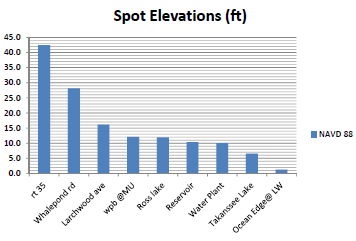 Spot Elevations (ft)
45.0
40.0
35.0
30.0
25.0
20.0
15.0
10.0
5.0
0.0
rt 35
Whalepond rd
Larchwood ave
wpb @MU
Ross lake
Reservoir
Water Plant
Takanssee Lake
Ocean Edge@ LW
NAVD 88